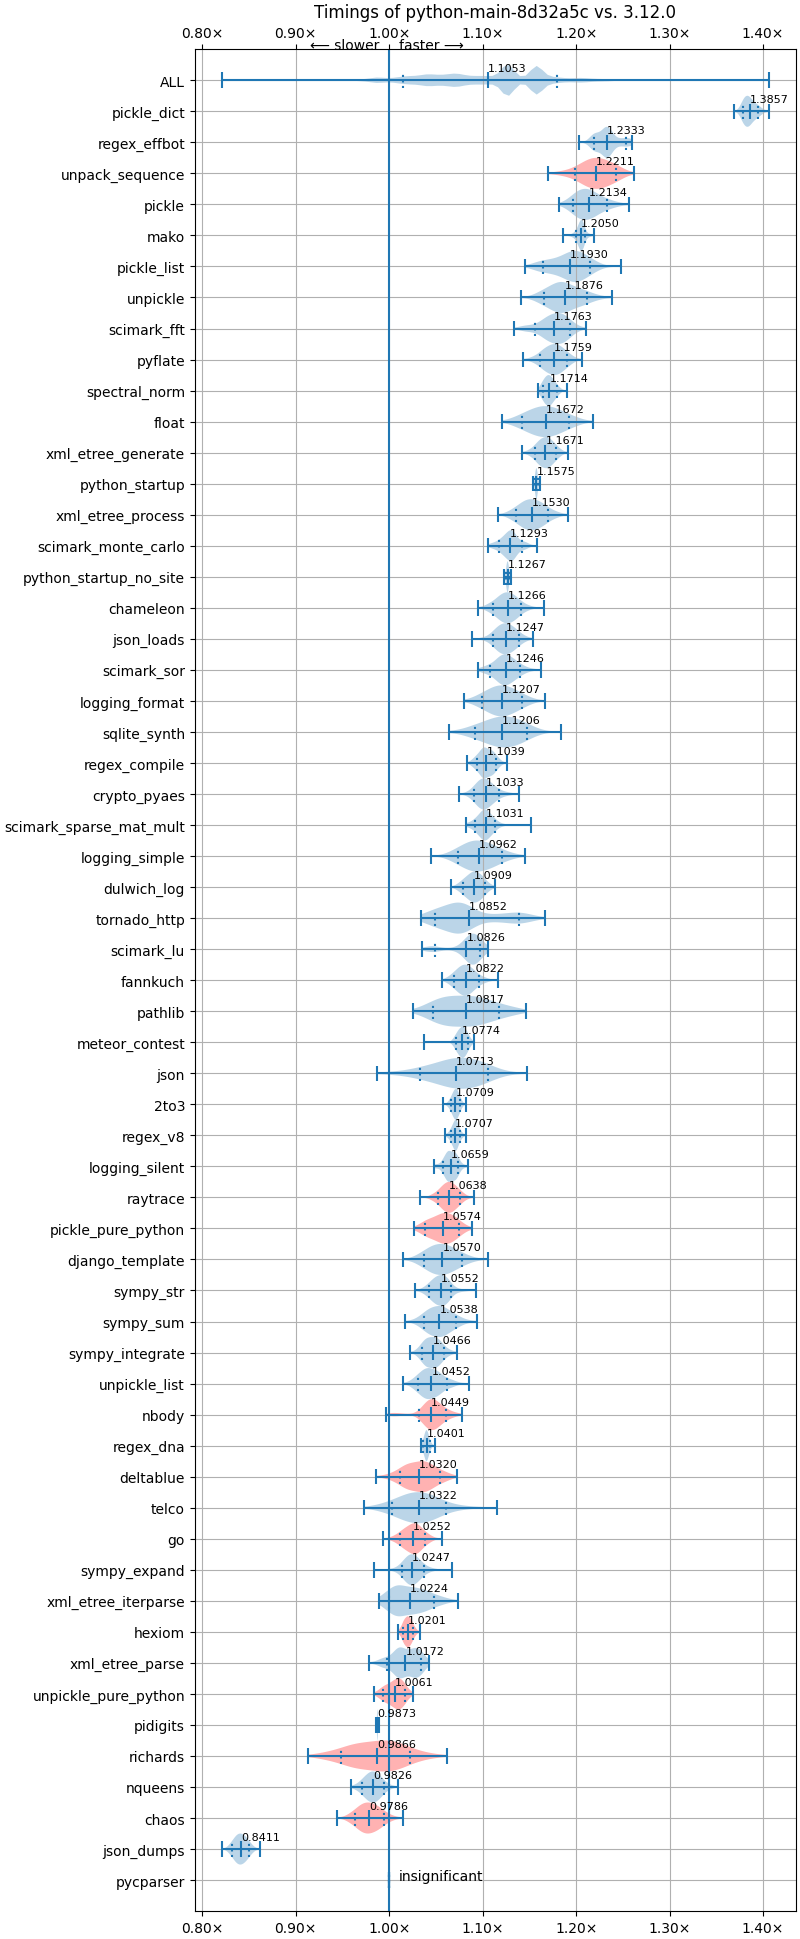 Timings of python-main-8d32a5c vs. 3.12.0
0.80× 0.90× 1.00× 1.10× 1.20× 1.30× 1.40×
⟵ slower faster ⟶
ALL 1.1053
pickle_dict 1.3857
regex_effbot 1.2333
unpack_sequence 1.2211
pickle 1.2134
mako 1.2050
pickle_list 1.1930
unpickle 1.1876
scimark_fft 1.1763
pyflate 1.1759
spectral_norm 1.1714
float 1.1672
xml_etree_generate 1.1671
python_startup 1.1575
xml_etree_process 1.1530
scimark_monte_carlo 1.1293
python_startup_no_site 1.1267
chameleon 1.1266
json_loads 1.1247
scimark_sor 1.1246
logging_format 1.1207
sqlite_synth 1.1206
regex_compile 1.1039
crypto_pyaes 1.1033
scimark_sparse_mat_mult 1.1031
logging_simple 1.0962
dulwich_log 1.0909
tornado_http 1.0852
scimark_lu 1.0826
fannkuch 1.0822
pathlib 1.0817
meteor_contest 1.0774
json 1.0713
2to3 1.0709
regex_v8 1.0707
logging_silent 1.0659
raytrace 1.0638
pickle_pure_python 1.0574
django_template 1.0570
sympy_str 1.0552
sympy_sum 1.0538
sympy_integrate 1.0466
unpickle_list 1.0452
nbody 1.0449
regex_dna 1.0401
deltablue 1.0320
telco 1.0322
go 1.0252
sympy_expand 1.0247
xml_etree_iterparse 1.0224
hexiom 1.0201
xml_etree_parse 1.0172
unpickle_pure_python 1.0061
pidigits 0.9873
richards 0.9866
nqueens 0.9826
chaos 0.9786
json_dumps 0.8411
pycparser insignificant
0.80× 0.90× 1.00× 1.10× 1.20× 1.30× 1.40×